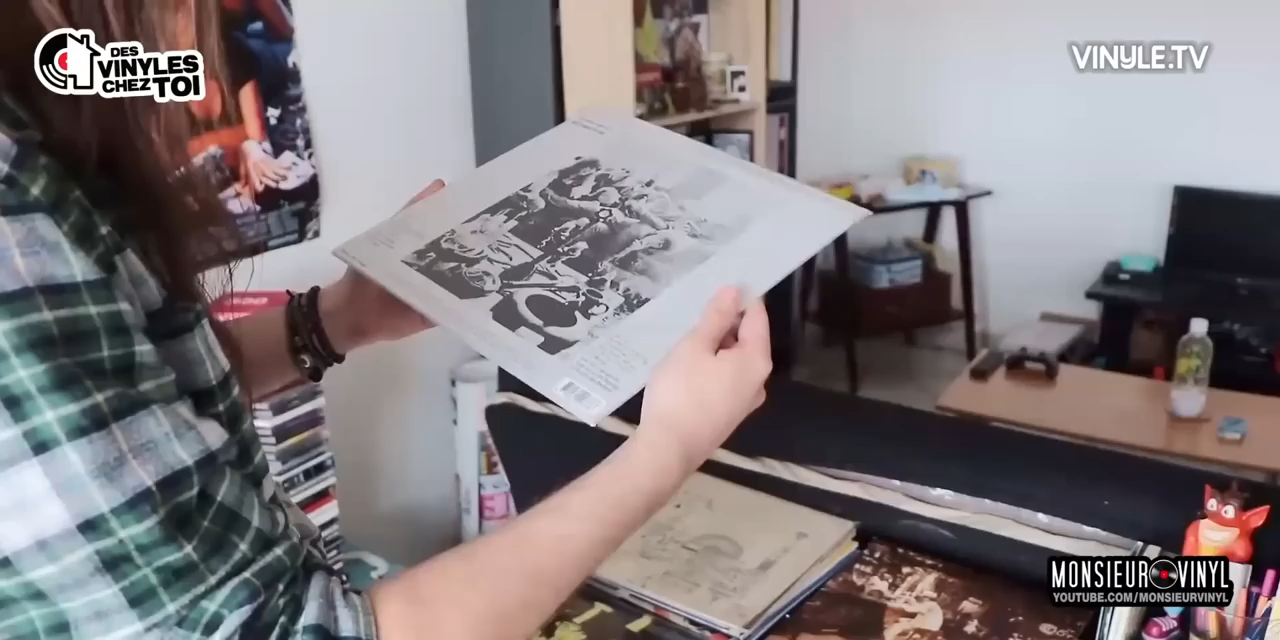 DES
VINYLES
CHEZ TOI
VINYLE.TV
MONSIEUR VINYL
YOUTUBE.COM/MONSIEURVINYL